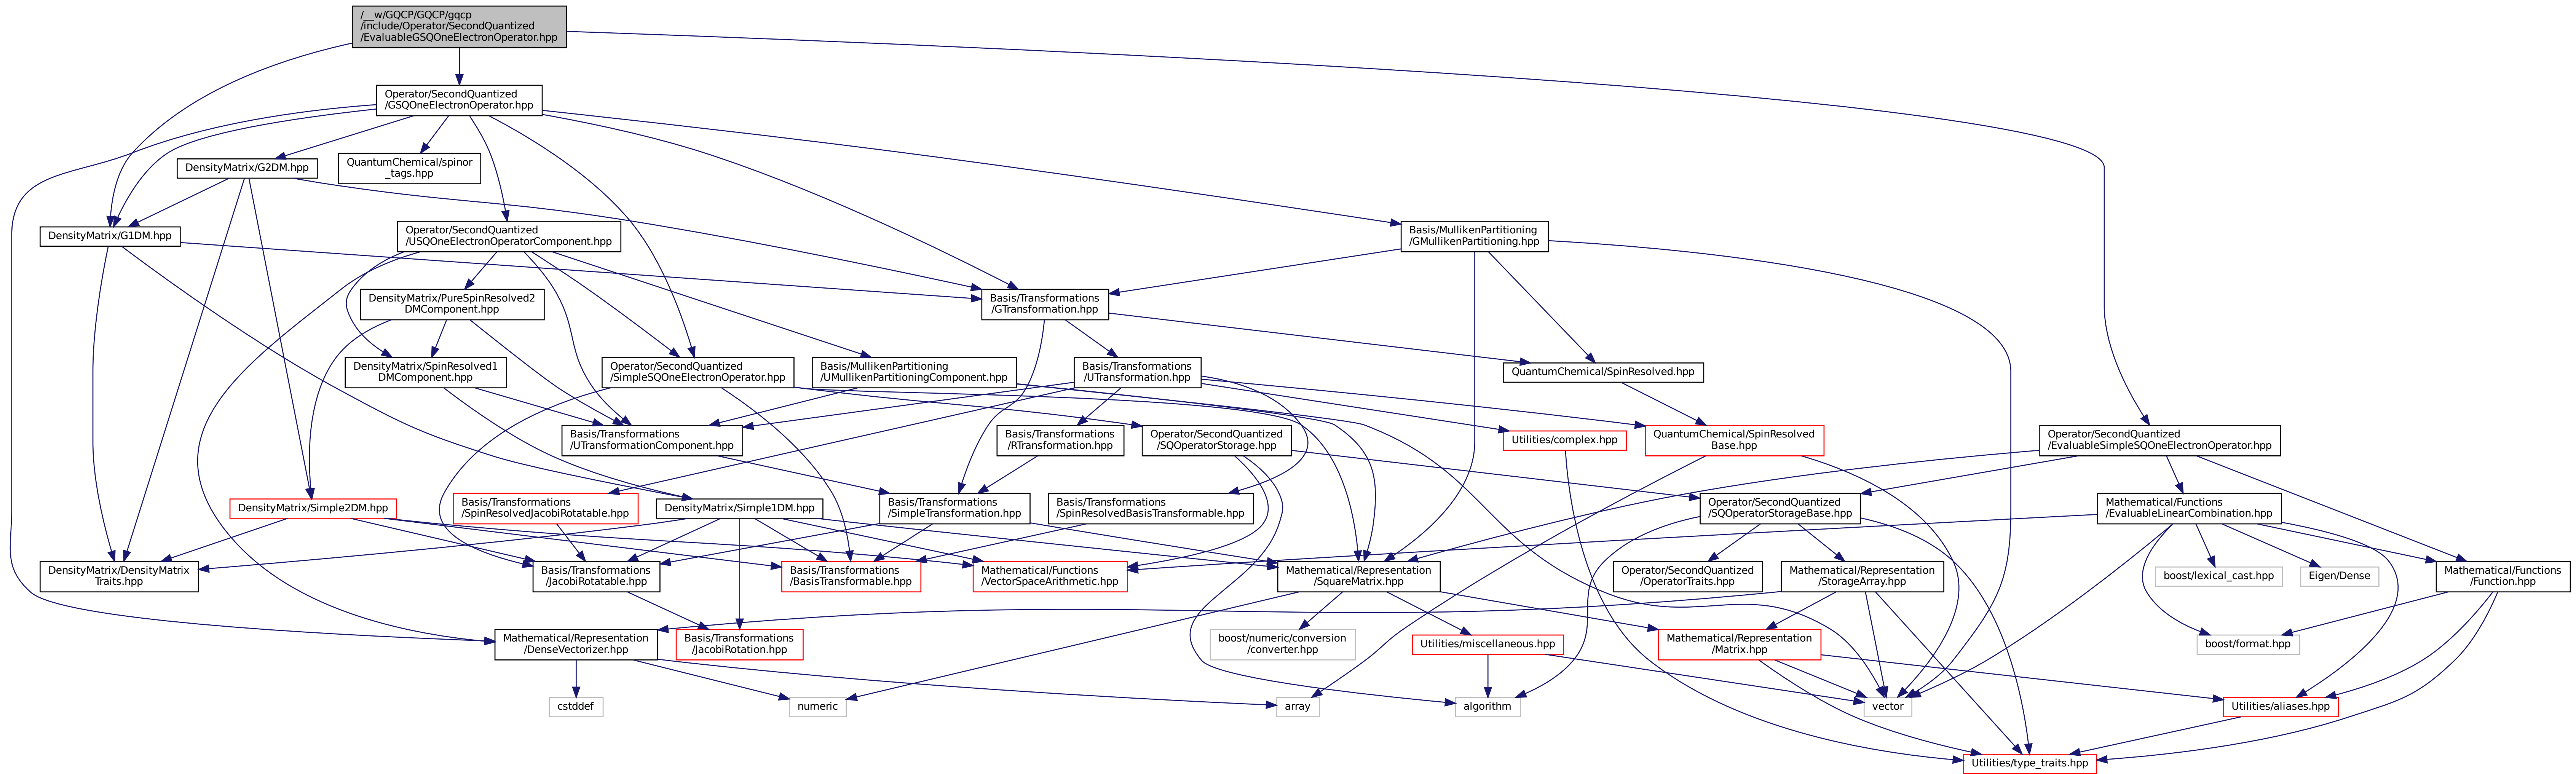 /__w/GQCP/GQCP/gqcp
/include/Operator/SecondQuantized
/EvaluableGSQOneElectronOperator.hpp
Operator/SecondQuantized
/GSQOneElectronOperator.hpp
DensityMatrix/G2DM.hpp
QuantumChemical/spinor
_tags.hpp
DensityMatrix/G1DM.hpp
Operator/SecondQuantized
/USQOneElectronOperatorComponent.hpp
Basis/MullikenPartitioning
/GMullikenPartitioning.hpp
DensityMatrix/PureSpinResolved2
DMComponent.hpp
Basis/Transformations
/GTransformation.hpp
DensityMatrix/SpinResolved1
DMComponent.hpp
Operator/SecondQuantized
/SimpleSQOneElectronOperator.hpp
Basis/MullikenPartitioning
/UMullikenPartitioningComponent.hpp
Basis/Transformations
/UTransformation.hpp
QuantumChemical/SpinResolved.hpp
Basis/Transformations
/UTransformationComponent.hpp
Basis/Transformations
/RTransformation.hpp
Operator/SecondQuantized
/SQOperatorStorage.hpp
Utilities/complex.hpp
QuantumChemical/SpinResolved
Base.hpp
Operator/SecondQuantized
/EvaluableSimpleSQOneElectronOperator.hpp
DensityMatrix/Simple2DM.hpp
Basis/Transformations
/SpinResolvedJacobiRotatable.hpp
DensityMatrix/Simple1DM.hpp
Basis/Transformations
/SimpleTransformation.hpp
Basis/Transformations
/SpinResolvedBasisTransformable.hpp
Operator/SecondQuantized
/SQOperatorStorageBase.hpp
Mathematical/Functions
/EvaluableLinearCombination.hpp
DensityMatrix/DensityMatrix
Traits.hpp
Basis/Transformations
/JacobiRotatable.hpp
Basis/Transformations
/BasisTransformable.hpp
Mathematical/Functions
/VectorSpaceArithmetic.hpp
Mathematical/Representation
/SquareMatrix.hpp
Operator/SecondQuantized
/OperatorTraits.hpp
Mathematical/Representation
/StorageArray.hpp
boost/lexical_cast.hpp
Eigen/Dense
Mathematical/Functions
/Function.hpp
Mathematical/Representation
/DenseVectorizer.hpp
Basis/Transformations
/JacobiRotation.hpp
boost/numeric/conversion
/converter.hpp
Utilities/miscellaneous.hpp
Mathematical/Representation
/Matrix.hpp
boost/format.hpp
cstddef
numeric
array
algorithm
vector
Utilities/aliases.hpp
Utilities/type_traits.hpp